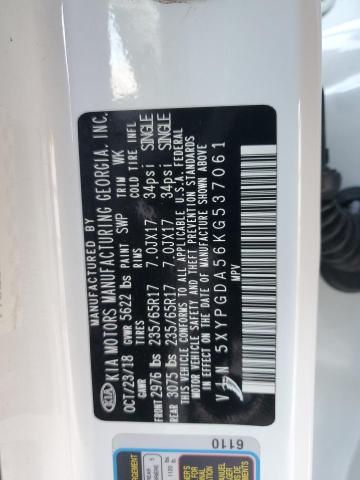 MANUFACTURED BY
KIA KIA MOTORS MANUFACTURING GEORGIA, INC.
OCT/23/18 GVWR 5622 lbs PAINT SWP TRIM WK
GAWR TIRES RIMS COLD TIRE INFL
FRONT 2976 lbs 235/65R17 7.0JX17 34psi SINGLE
REAR 3075 lbs 235/65R17 7.0JX17 34psi SINGLE
THIS VEHICLE CONFORMS TO ALL APPLICABLE U.S.A. FEDERAL
MOTOR VEHICLE SAFETY AND THEFT PREVENTION STANDARDS
IN EFFECT ON THE DATE OF MANUFACTURE SHOWN ABOVE.
VIN 5XYPGDA56KG537061
MPV
6110